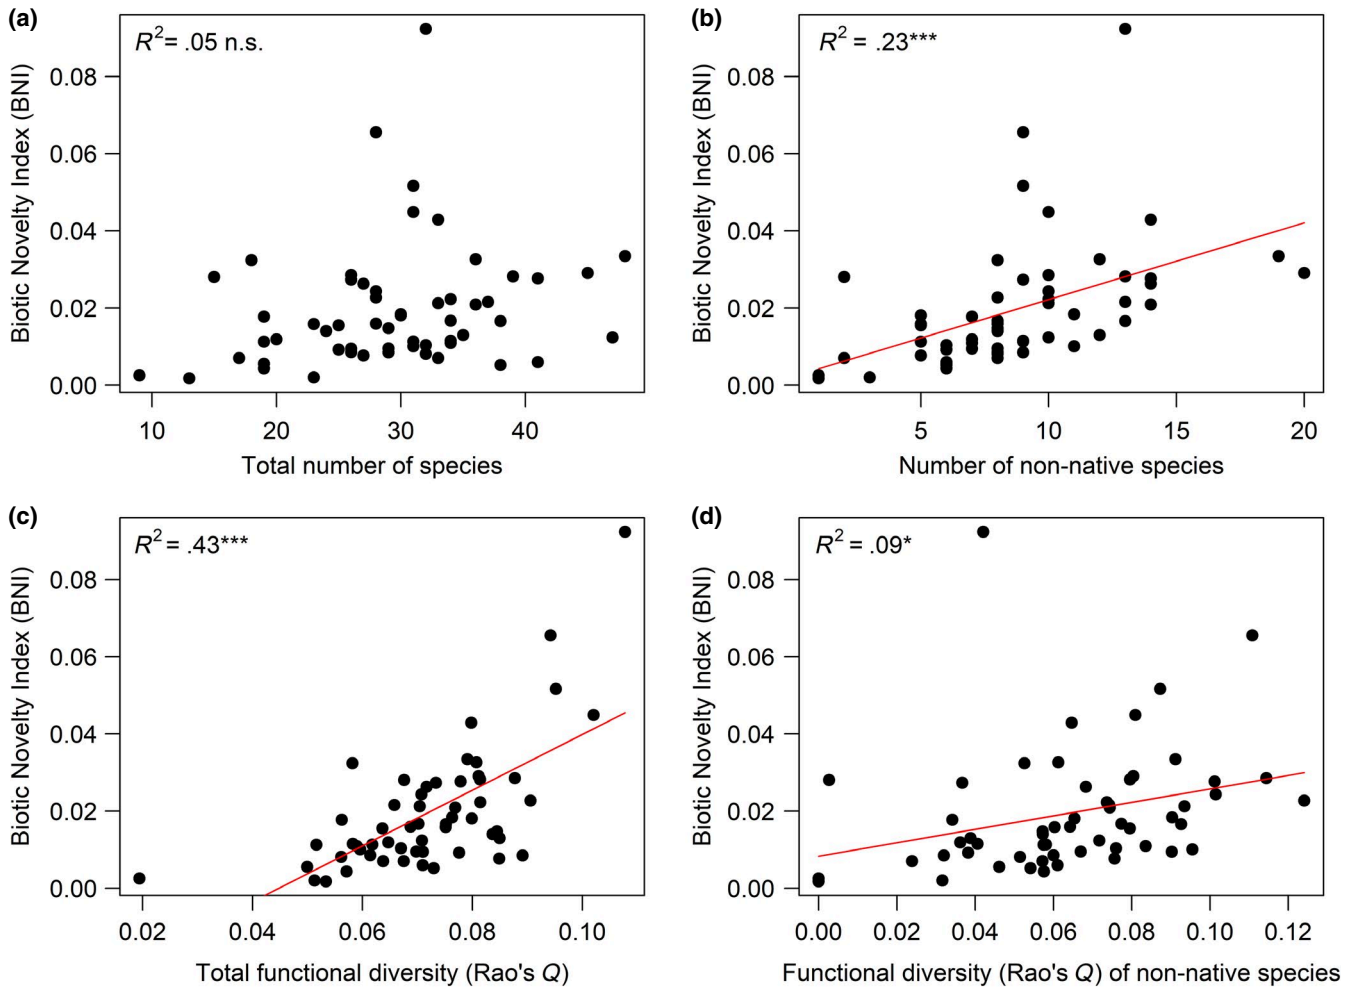 (a)
R2= .05 n.s.
Biotic Novelty Index (BNI)
0.08
0.06
0.04
0.02
0.00
10 20 30 40
Total number of species
(b)
R2 = .23***
Biotic Novelty Index (BNI)
0.08
0.06
0.04
0.02
0.00
5 10 15 20
Number of non-native species
(c)
R2 = .43***
Biotic Novelty Index (BNI)
0.08
0.06
0.04
0.02
0.00
0.02 0.04 0.06 0.08 0.10
Total functional diversity (Rao's Q)
(d)
R2 = .09*
Biotic Novelty Index (BNI)
0.08
0.06
0.04
0.02
0.00
0.00 0.02 0.04 0.06 0.08 0.10 0.12
Functional diversity (Rao's Q) of non-native species